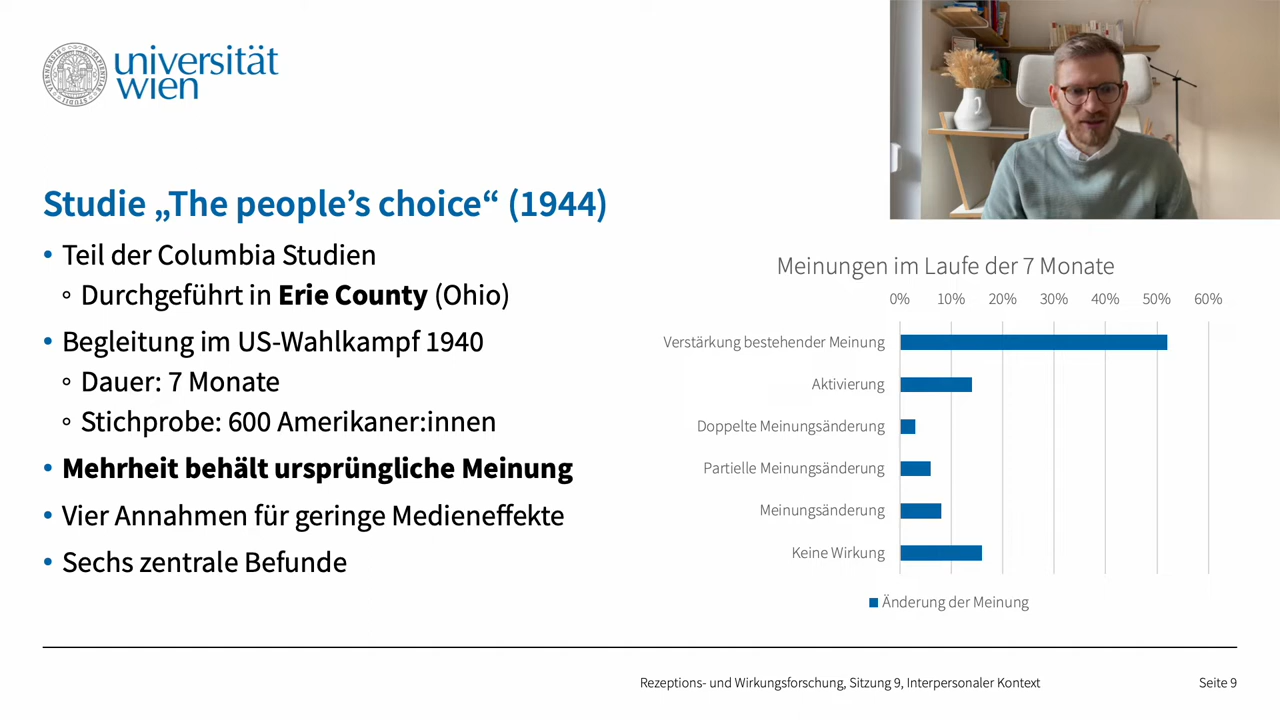 universität
wien
Studie „The people’s choice“ (1944)
• Teil der Columbia Studien
◦ Durchgeführt in Erie County (Ohio)
• Begleitung im US-Wahlkampf 1940
◦ Dauer: 7 Monate
◦ Stichprobe: 600 Amerikaner:innen
• Mehrheit behält ursprüngliche Meinung
• Vier Annahmen für geringe Medieneffekte
• Sechs zentrale Befunde
Meinungen im Laufe der 7 Monate
0% 10% 20% 30% 40% 50% 60%
Verstärkung bestehender Meinung
Aktivierung
Doppelte Meinungsänderung
Partielle Meinungsänderung
Meinungsänderung
Keine Wirkung
Änderung der Meinung
Rezeptions- und Wirkungsforschung, Sitzung 9, Interpersonaler Kontext
Seite 9